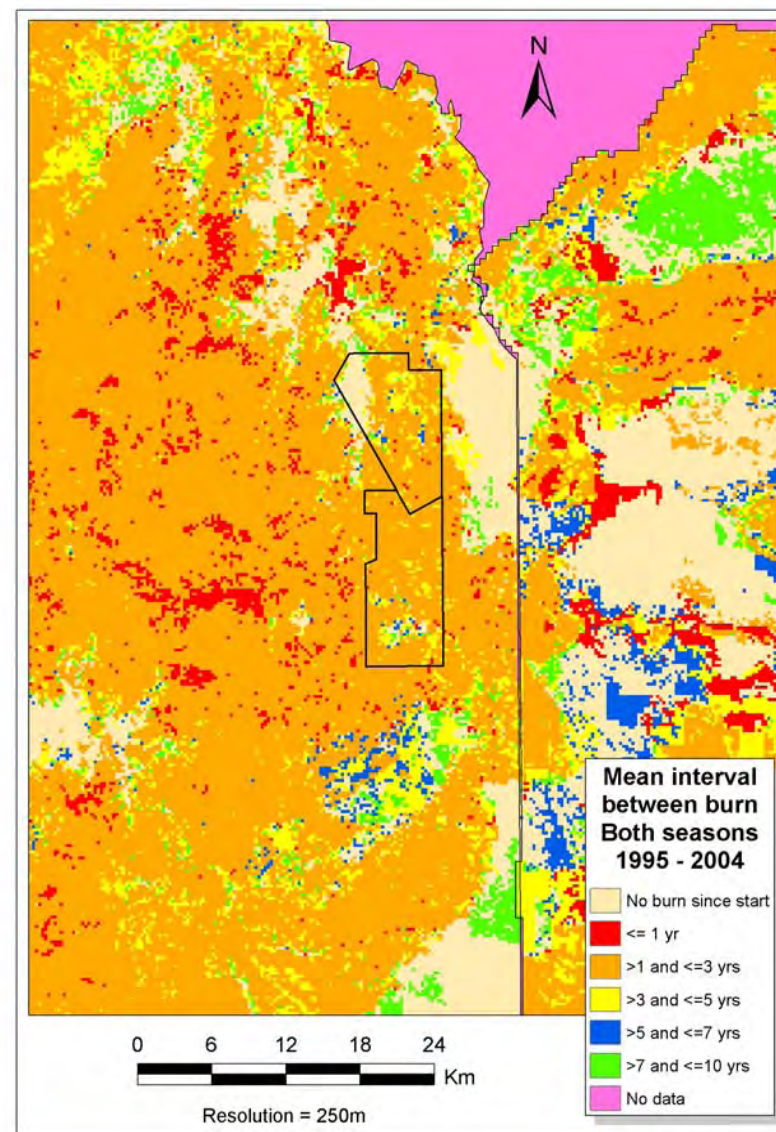 N
Mean interval
between burn
Both seasons
1995 - 2004
No burn since start
<= 1 yr
>1 and <=3 yrs
>3 and <=5 yrs
>5 and <=7 yrs
>7 and <=10 yrs
No data
0 6 12 18 24
Km
Resolution = 250m